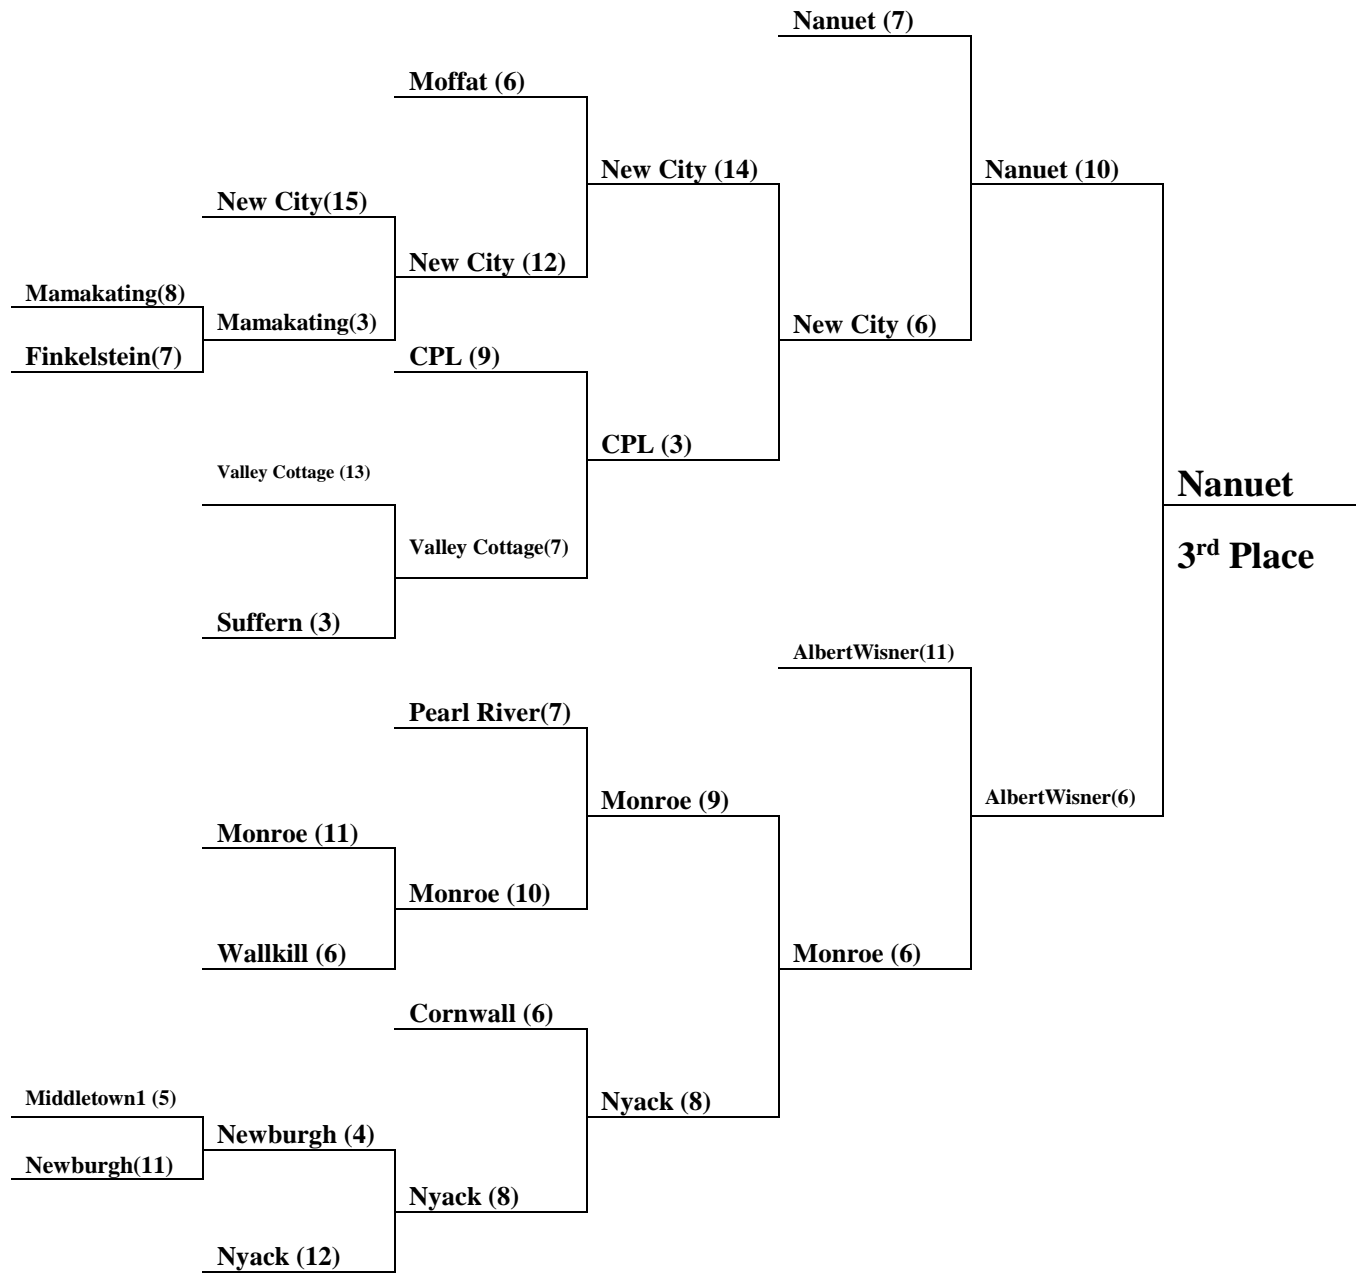 Nanuet (7)
Moffat (6)
New City (14)
Nanuet (10)
New City(15)
New City (12)
Mamakating(8)
Mamakating(3)
New City (6)
Finkelstein(7)
CPL (9)
CPL (3)
Valley Cottage (13)
Nanuet
Valley Cottage(7)
3rd Place
Suffern (3)
AlbertWisner(11)
Pearl River(7)
Monroe (9)
AlbertWisner(6)
Monroe (11)
Monroe (10)
Wallkill (6)
Monroe (6)
Cornwall (6)
Middletown1 (5)
Nyack (8)
Newburgh (4)
Newburgh(11)
Nyack (8)
Nyack (12)